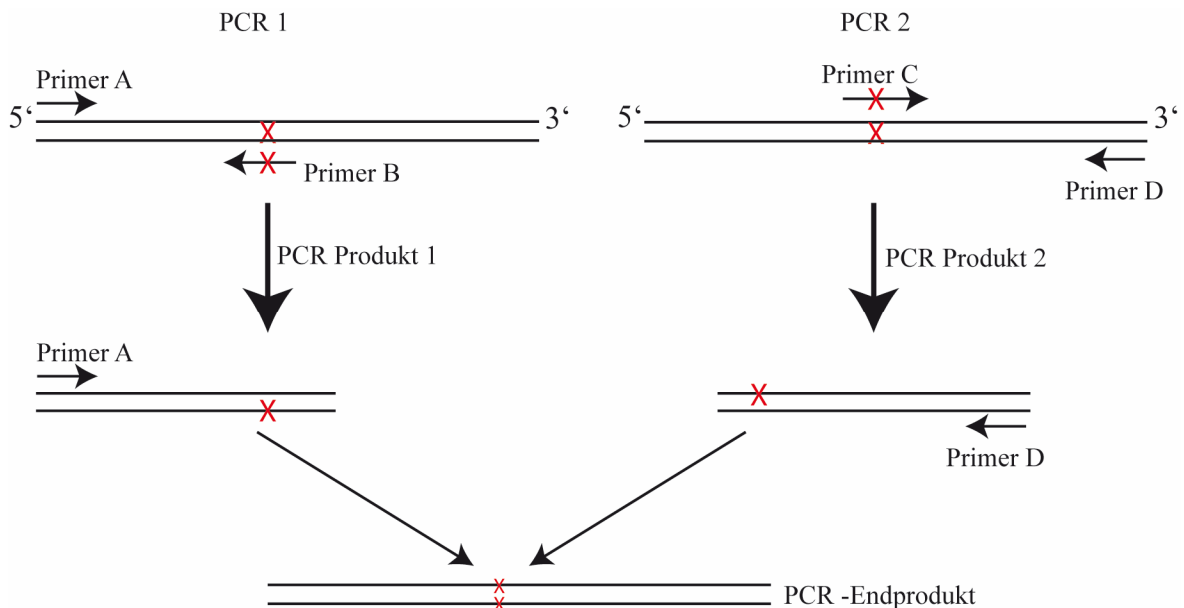 PCR 1
PCR 2
Primer A
Primer C
5‘
3‘
5‘
3‘
Primer B
Primer D
PCR Produkt 1
PCR Produkt 2
Primer A
Primer D
PCR -Endprodukt